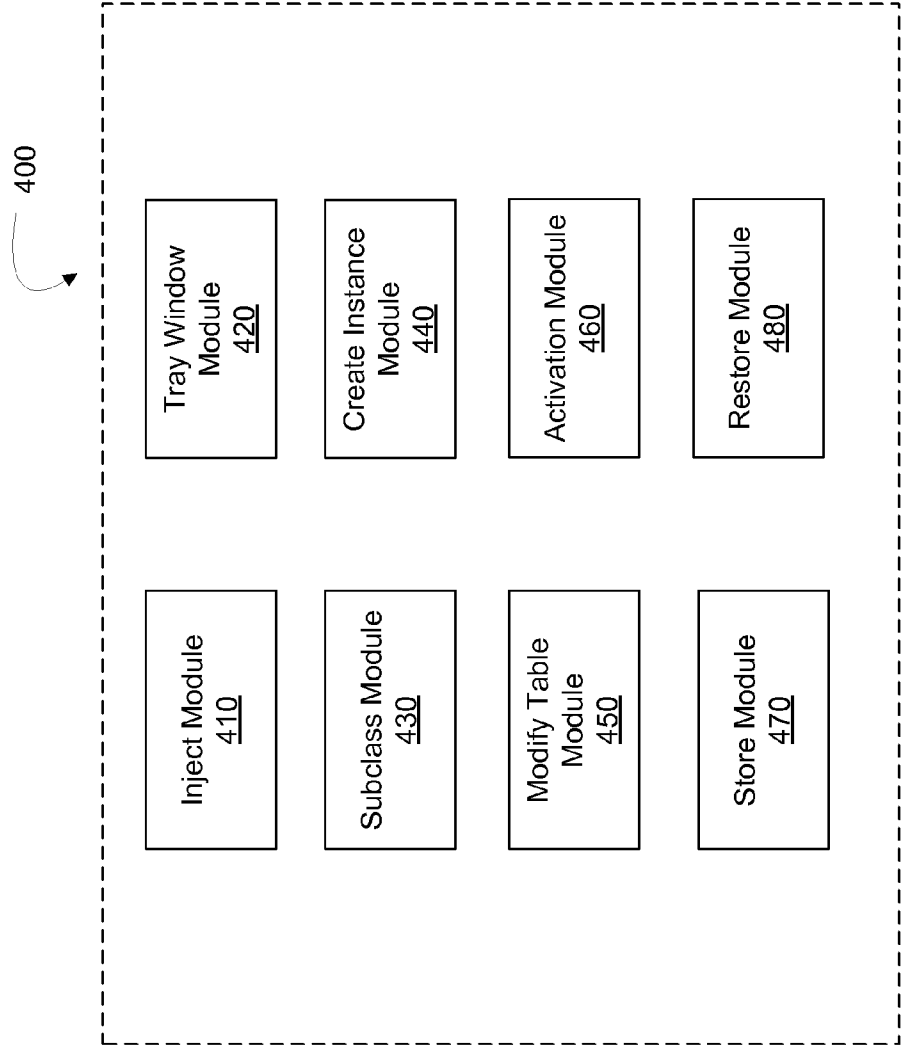 400
Inject Module
410
Tray Window
Module
420
Subclass Module
430
Create Instance
Module
440
Modify Table
Module
450
Activation Module
460
Store Module
470
Restore Module
480